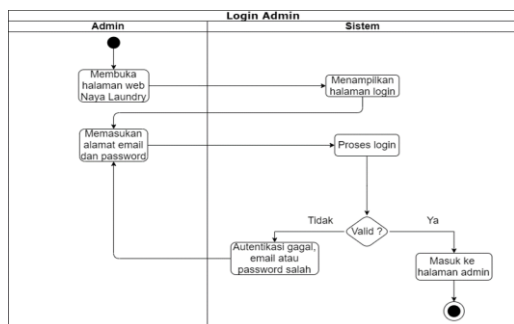 Login Admin
Admin
Sistem
Membuka
halaman web
Naya Laundry
Menampilkan
halaman login
Memasukan
alamat email
dan password
Proses login
Tidak
Valid ?
Ya
Autentikasi gagal,
email atau
password salah
Masuk ke
halaman admin